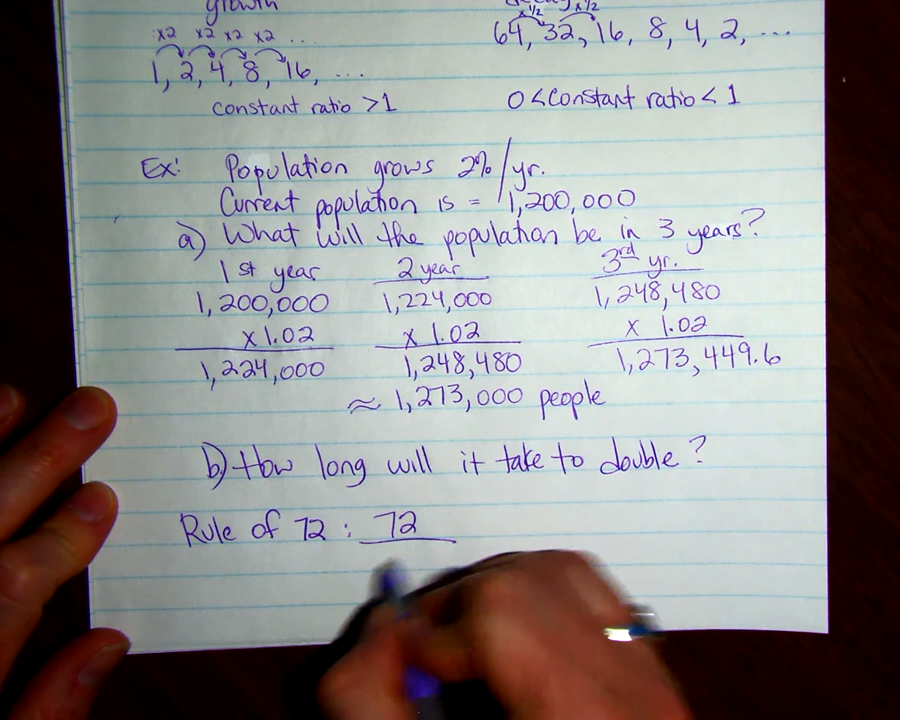 growth
x2 x2 x2 x2 ..
1, 2, 4, 8, 16, ...
constant ratio >1
x 1/2 x 1/2
64, 32, 16, 8, 4, 2, ...
0 < constant ratio < 1
Ex: Population grows 2%/yr.
Current population is = 1,200,000
a) What will the population be in 3 years?
1st year
1,200,000
x 1.02
1,224,000
2 year
1,224,000
x 1.02
1,248,480
3rd yr.
1,248,480
x 1.02
1,273,449.6
≈ 1,273,000 people
b) How long will it take to double?
Rule of 72 : 72